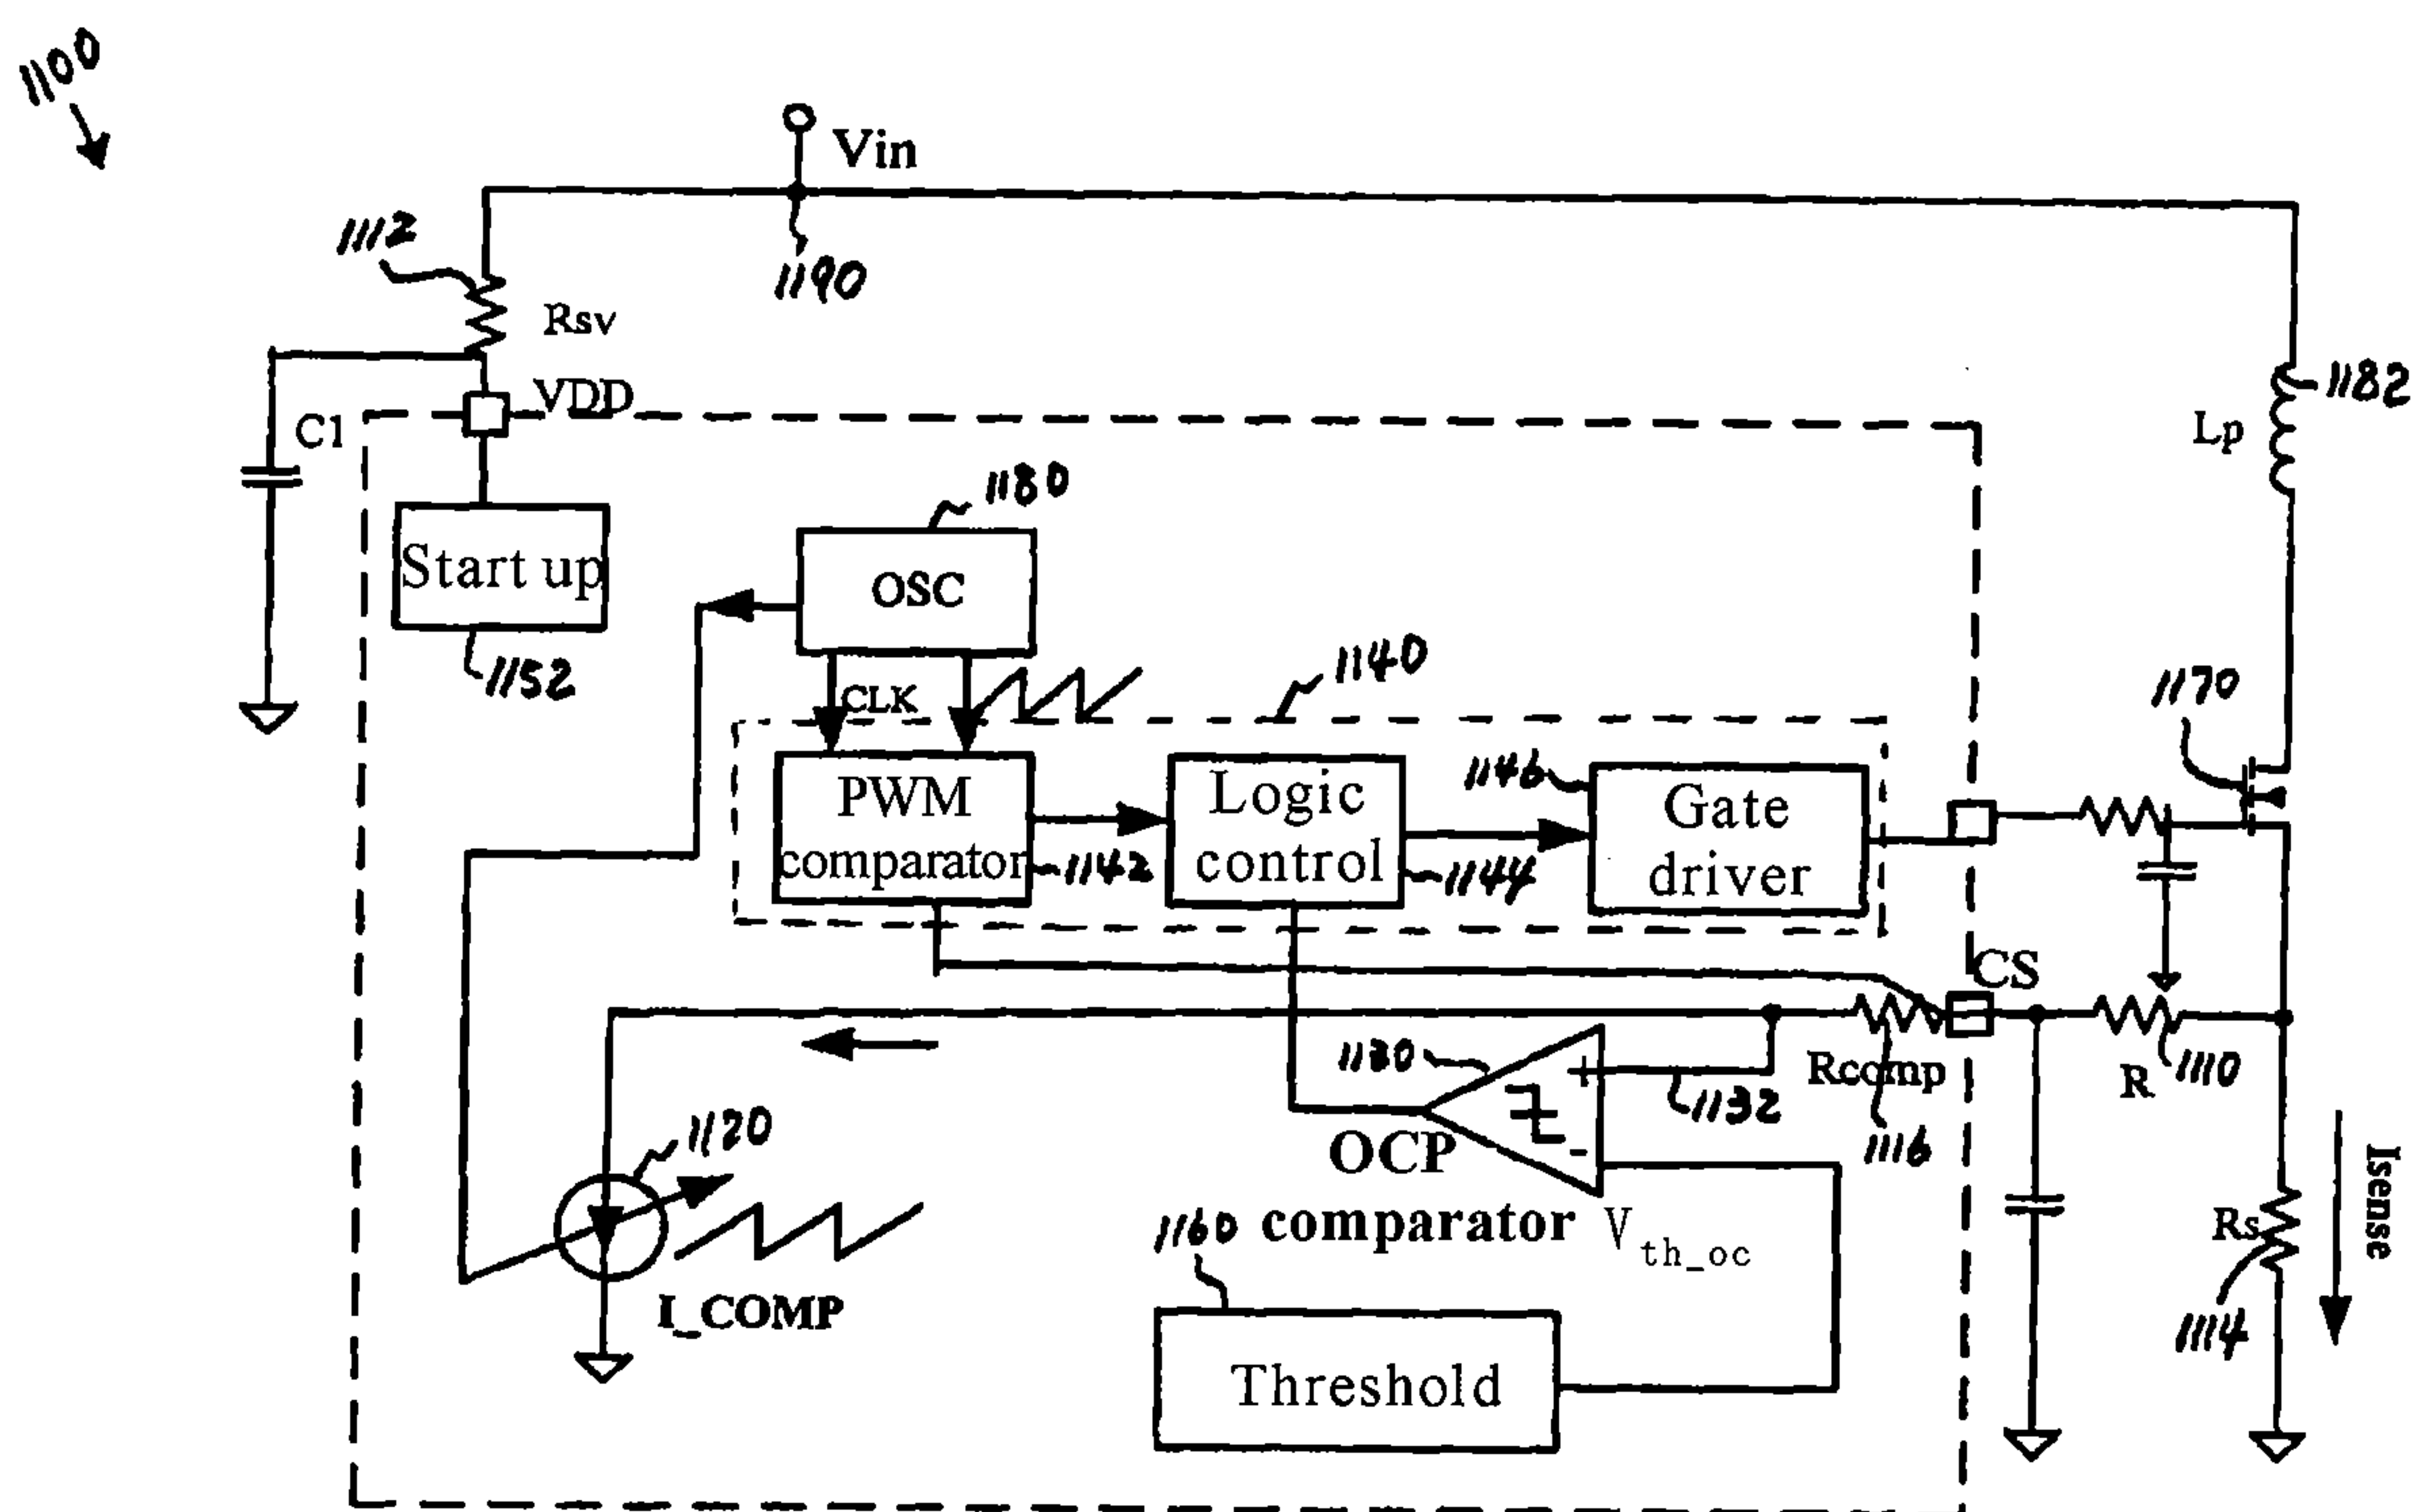 1100
Vin
1112
1190
Rsv
1182
VDD
C1
Lp
1180
Start up
OSC
1152
CLK
1140
1170
PWM
comparator
1142
Logic
control
1144
1146
Gate
driver
CS
1130
+
-
1132
Rcomp
1116
R
1110
1120
OCP
comparator
V
th_oc
1160
Isense
Rs
1114
I_COMP
Threshold